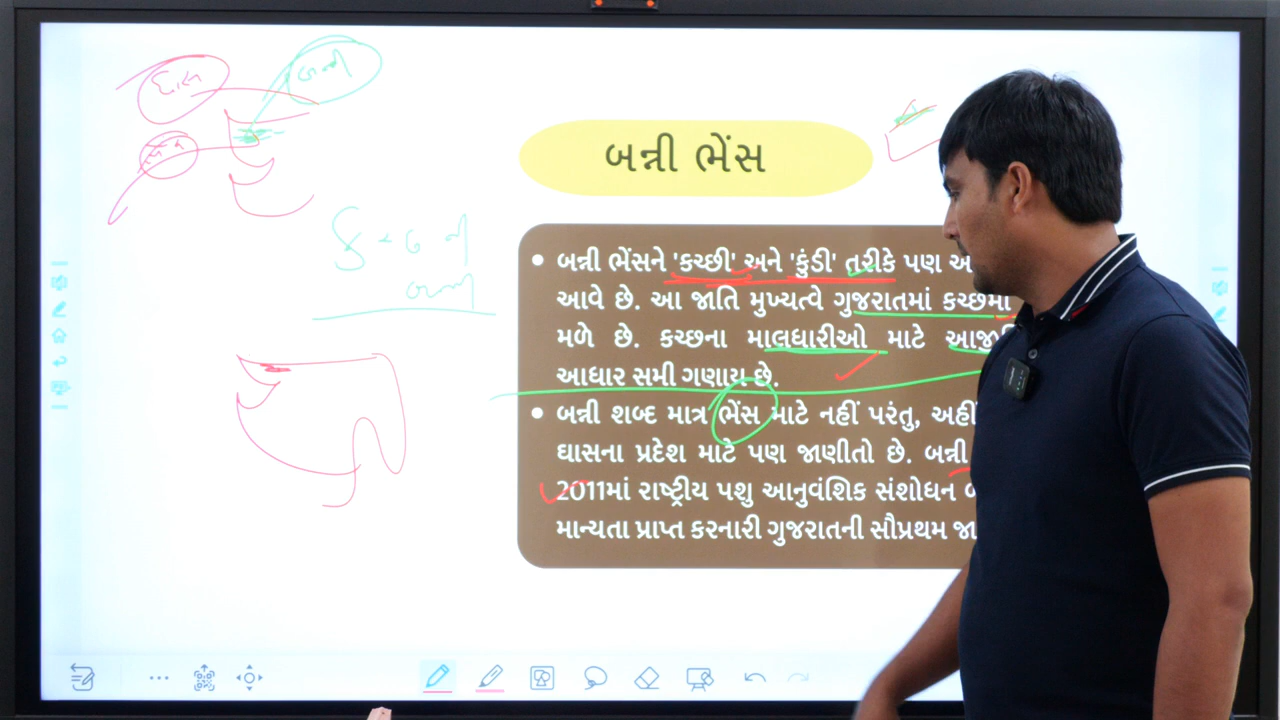 બન્ની ભેંસ
• બન્ની ભેંસને 'કચ્છી' અને 'કુંડી' તરીકે પણ
આવે છે. આ જાતિ મુખ્યત્વે ગુજરાતમાં કચ્છમાં
મળે છે. કચ્છના માલધારીઓ માટે
આધાર સમી ગણાય છે.
• બન્ની શબ્દ માત્ર ભેંસ માટે નહીં પરંતુ,
ઘાસના પ્રદેશ માટે પણ જાણીતો છે. બન્ની
2011માં રાષ્ટ્રીય પશુ આનુવંશિક સંશોધન
માન્યતા પ્રાપ્ત કરનારી ગુજરાતની સૌપ્રથમ